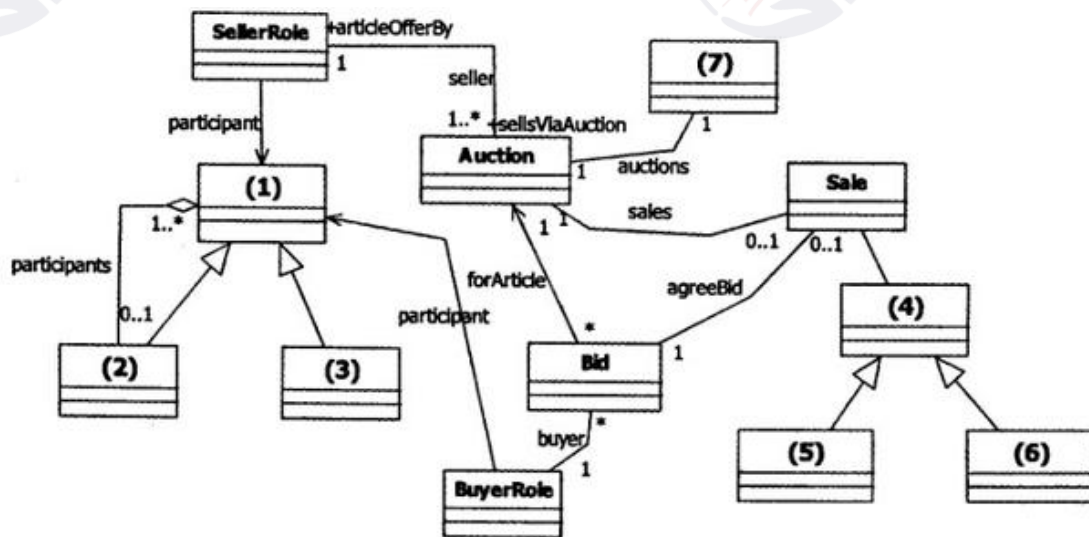 SellerRole
+articleOfferBy
1
seller
1..*
+sellsViaAuction
participant
(7)
1
Auction
1
auctions
(1)
1..*
Sale
1
1
sales
0..1
0..1
participants
forArticle
agreeBid
participant
0..1
(4)
*
1
(2)
(3)
Bid
*
buyer
1
(5)
(6)
BuyerRole